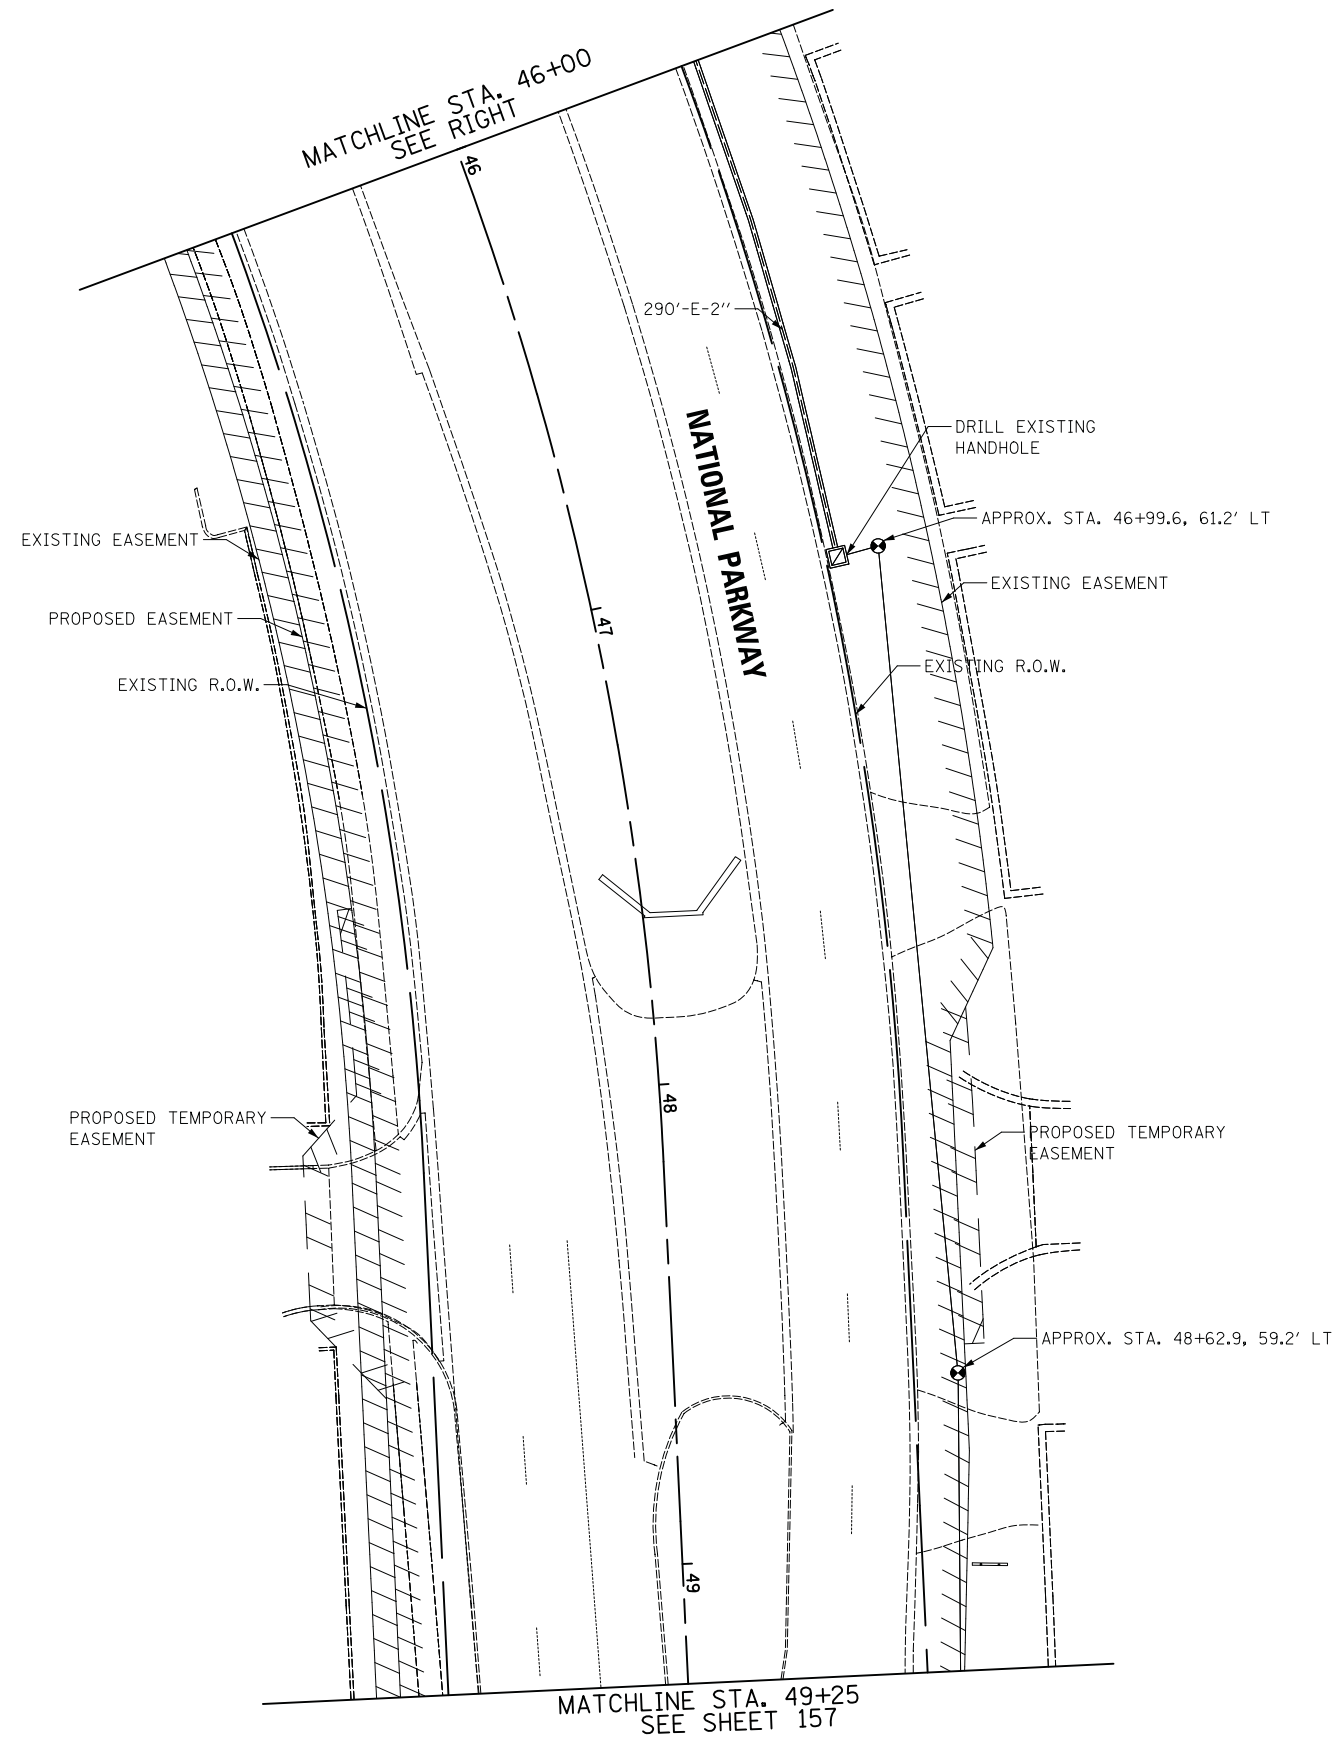 MATCHLINE STA. 46+00
SEE RIGHT
46
290'-E-2''
NATIONAL PARKWAY
DRILL EXISTING
HANDHOLE
APPROX. STA. 46+99.6, 61.2' LT
EXISTING EASEMENT
EXISTING EASEMENT
PROPOSED EASEMENT
47
EXISTING R.O.W.
EXISTING R.O.W.
48
PROPOSED TEMPORARY
EASEMENT
PROPOSED TEMPORARY
EASEMENT
APPROX. STA. 48+62.9, 59.2' LT
49
MATCHLINE STA. 49+25
SEE SHEET 157